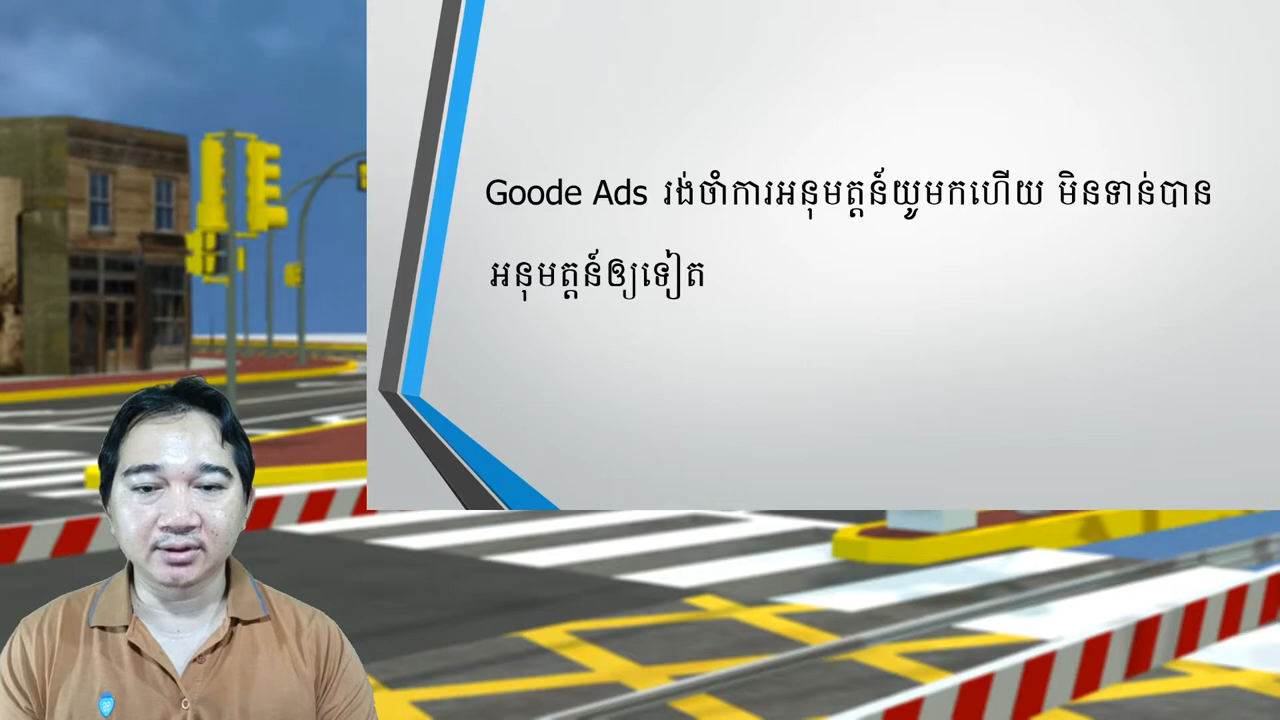 Goode Ads រង់ចាំការអនុមត្តន៍យូមកហើយ មិនទាន់បាន
អនុមត្តន៍ឲ្យទៀត